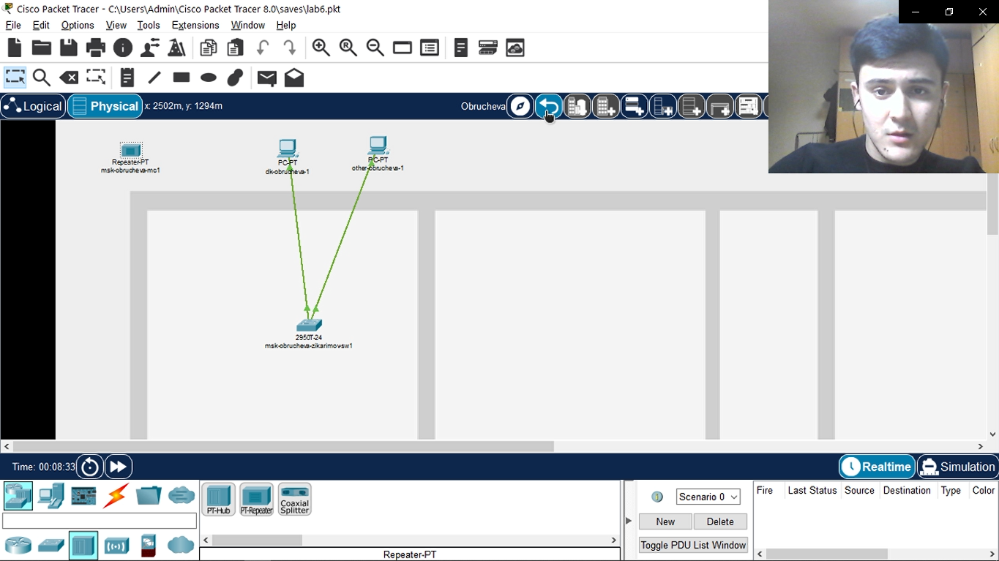 Cisco Packet Tracer - C:\Users\Admin\Cisco Packet Tracer 8.0\saves\lab6.pkt
File Edit Options View Tools Extensions Window Help
Logical Physical x: 2502m, y: 1294m Obrucheva
Repeater-PT
msk-obrucheva-mc1
PC-PT
dk-obrucheva-1
PC-PT
other-obrucheva-1
2950T-24
msk-obrucheva-zikarimov-sw1
Time: 00:08:33 Realtime Simulation
PT-Hub PT-Repeater Coaxial Splitter
Repeater-PT
Scenario 0
New Delete
Toggle PDU List Window
Fire Last Status Source Destination Type Color